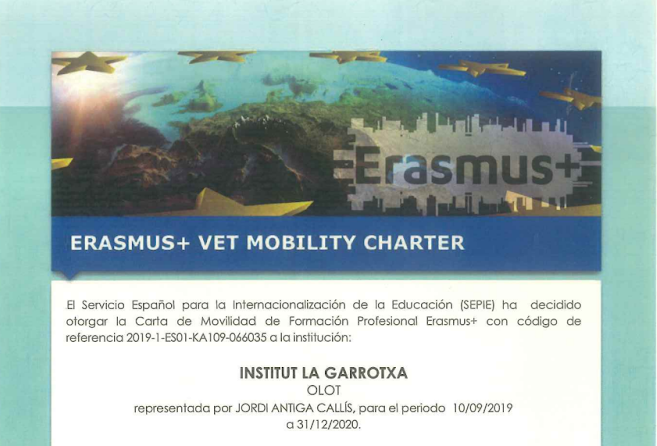 Erasmus+
ERASMUS+ VET MOBILITY CHARTER
El Servicio Español para la Internacionalización de la Educación (SEPIE) ha decidido
otorgar la Carta de Movilidad de Formación Profesional Erasmus+ con código de
referencia 2019-1-ES01-KA109-066035 a la institución:
INSTITUT LA GARROTXA
OLOT
representada por JORDI ANTIGA CALLÍS, para el periodo 10/09/2019
a 31/12/2020.